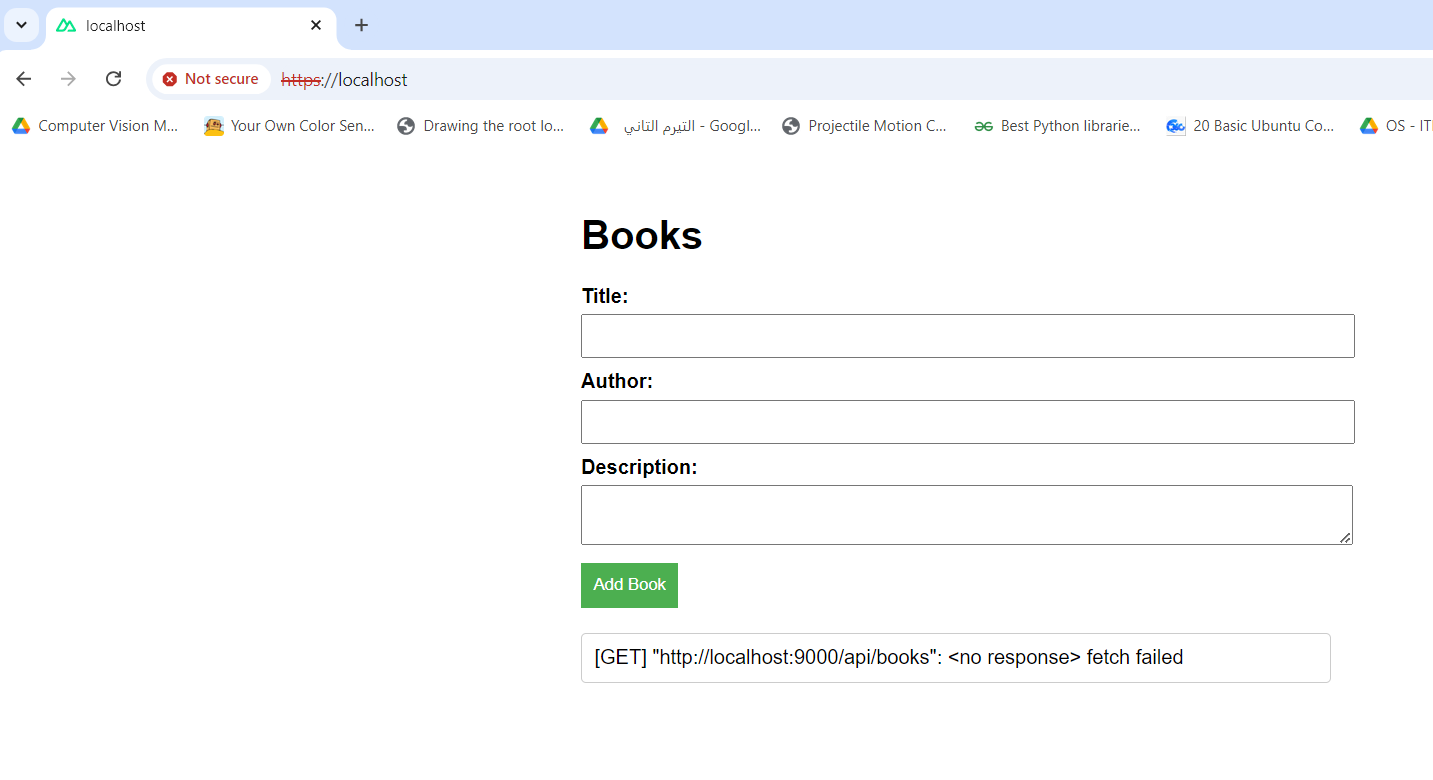 localhost
Not secure https://localhost
Computer Vision M... Your Own Color Sen... Drawing the root lo... التيرم التاني - Googl... Projectile Motion C... Best Python librarie... 20 Basic Ubuntu Co... OS - ITI
Books
Title:
Author:
Description:
Add Book
[GET] "http://localhost:9000/api/books": <no response> fetch failed